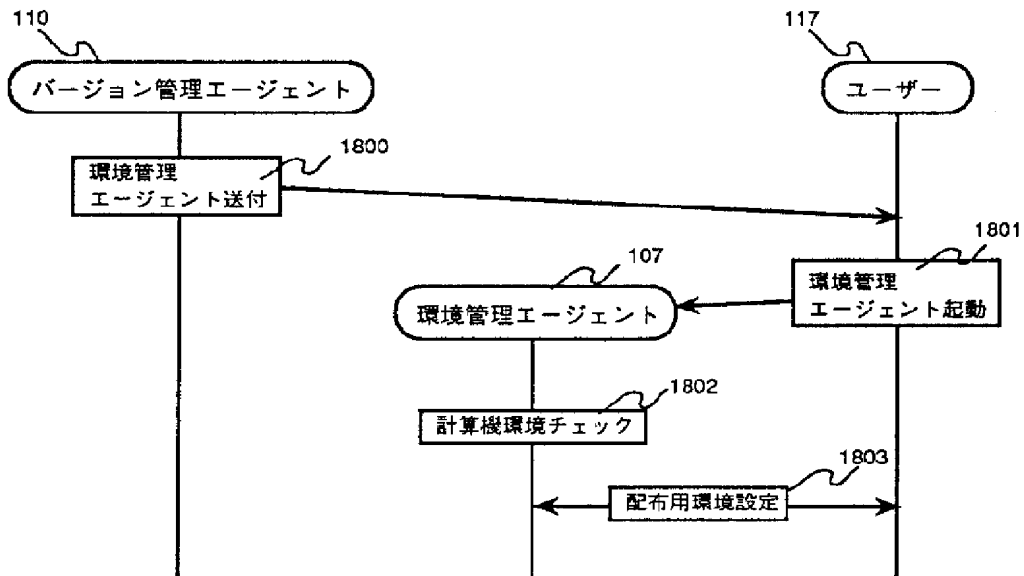 110
117
バージョン管理エージェント
ユーザー
1800
環境管理
エージェント送付
1801
環境管理
エージェント起動
107
環境管理エージェント
1802
計算機環境チェック
1803
配布用環境設定